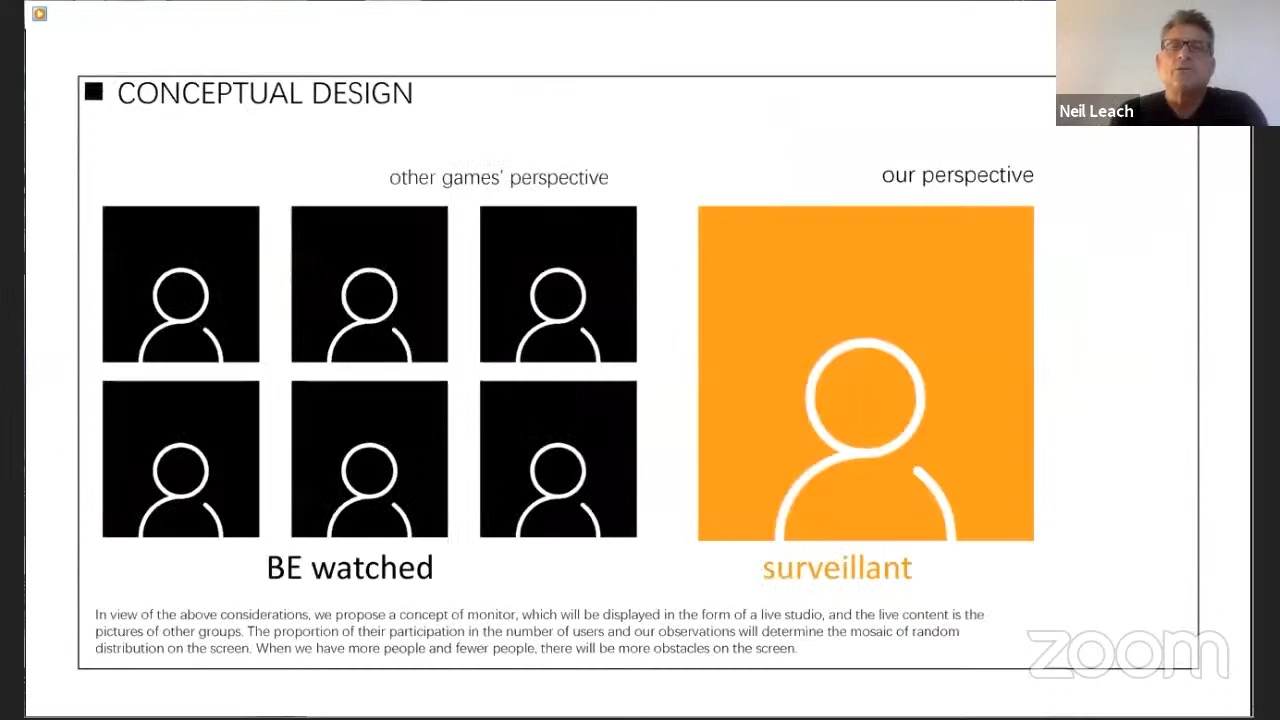 CONCEPTUAL DESIGN
Neil Leach
other games' perspective
our perspective
BE watched
surveillant
In view of the above considerations, we propose a concept of monitor, which will be displayed in the form of a live studio, and the live content is the
pictures of other groups. The proportion of their participation in the number of users and our observations will determine the mosaic of random
distribution on the screen. When we have more people and fewer people, there will be more obstacles on the screen.
zoom